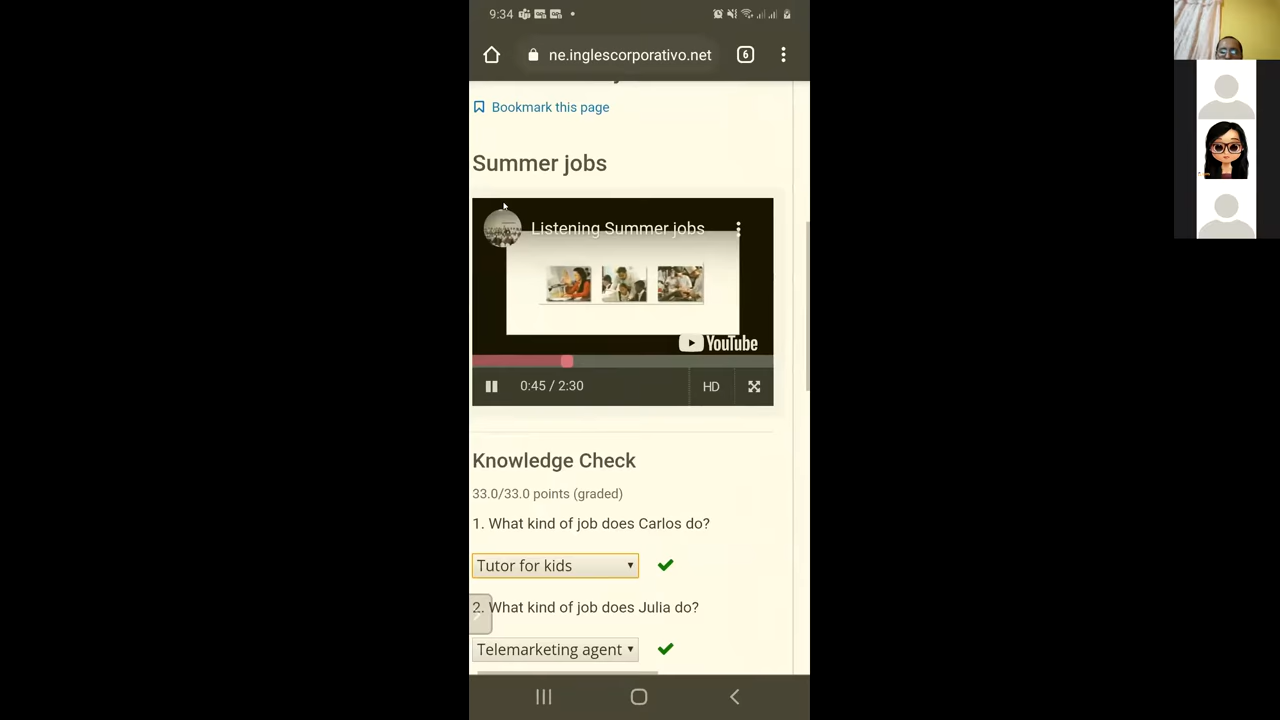 9:34
ne.inglescorporativo.net
6
Bookmark this page
Summer jobs
Listening Summer jobs
YouTube
0:45 / 2:30
HD
Knowledge Check
33.0/33.0 points (graded)
1. What kind of job does Carlos do?
Tutor for kids
2. What kind of job does Julia do?
Telemarketing agent